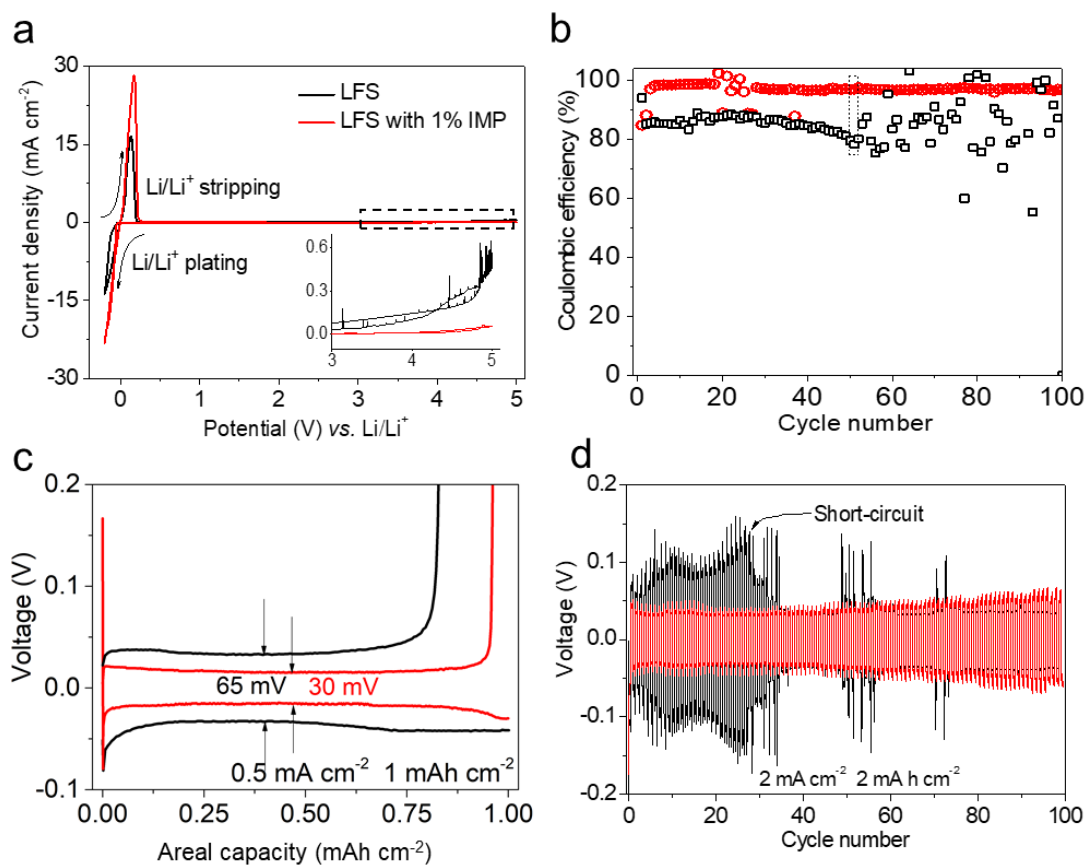 a
30
15
0
-15
-30
Current density (mA cm⁻²)
LFS
LFS with 1% IMP
Li/Li⁺ stripping
Li/Li⁺ plating
0.6
0.3
0.0
3 4 5
0 1 2 3 4 5
Potential (V) vs. Li/Li⁺
b
100
80
60
40
20
0
Coulombic efficiency (%)
0 20 40 60 80 100
Cycle number
c
0.2
0.1
0.0
-0.1
Voltage (V)
65 mV 30 mV
0.5 mA cm⁻² 1 mAh cm⁻²
0.00 0.25 0.50 0.75 1.00
Areal capacity (mAh cm⁻²)
d
0.2
0.1
0.0
-0.1
-0.2
Voltage (V)
Short-circuit
2 mA cm⁻² 2 mA h cm⁻²
0 20 40 60 80 100
Cycle number